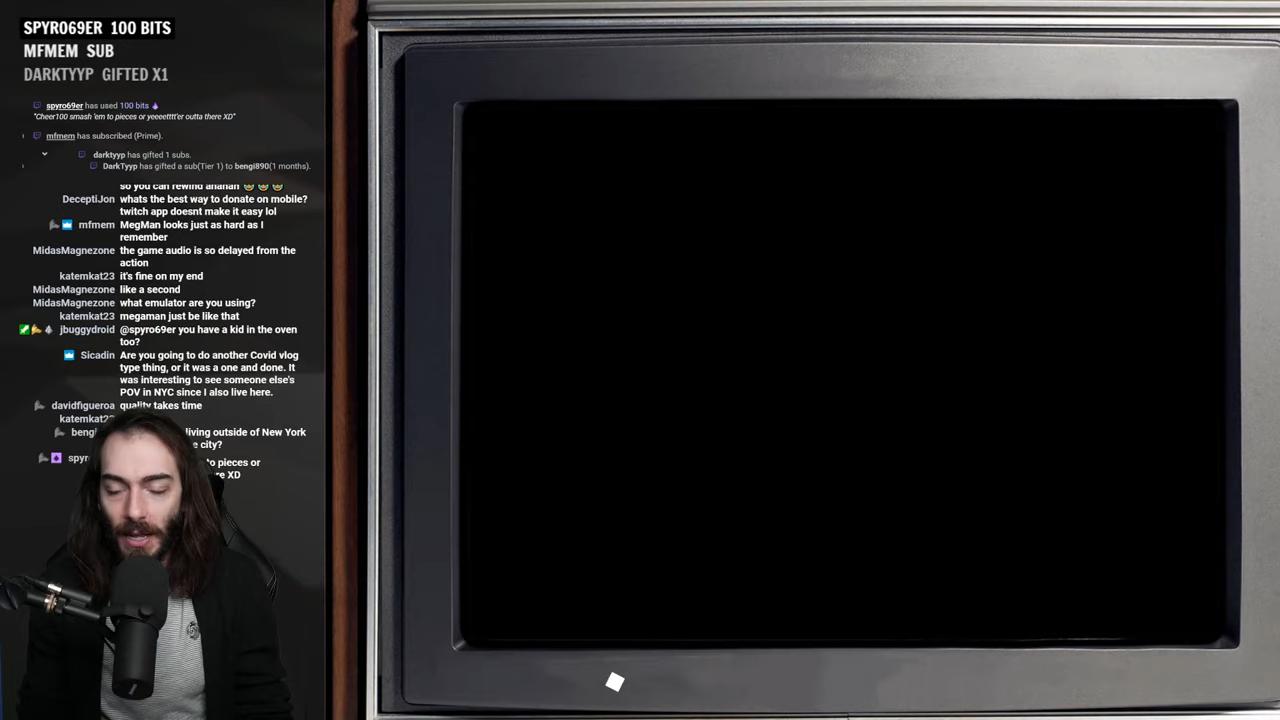 SPYRO69ER 100 BITS
MFMEM SUB
DARKTYYP GIFTED X1
spyro69er has used 100 bits
"Cheer100 smash 'em to pieces or yeeeetttt'er outta there XD"
mfmem has subscribed (Prime).
darktyyp has gifted 1 subs.
DarkTyyp has gifted a sub(Tier 1) to bengi890(1 months).
so you can rewind ahahah
DeceptiJon whats the best way to donate on mobile?
twitch app doesnt make it easy lol
mfmem MegMan looks just as hard as I
remember
MidasMagnezone the game audio is so delayed from the
action
katemkat23 it's fine on my end
MidasMagnezone like a second
MidasMagnezone what emulator are you using?
katemkat23 megaman just be like that
jbuggydroid @spyro69er you have a kid in the oven
too?
Sicadin Are you going to do another Covid vlog
type thing, or it was a one and done. It
was interesting to see someone else's
POV in NYC since I also live here.
davidfigueroa quality takes time
katemkat23
living outside of New York
city?
to pieces or
XD